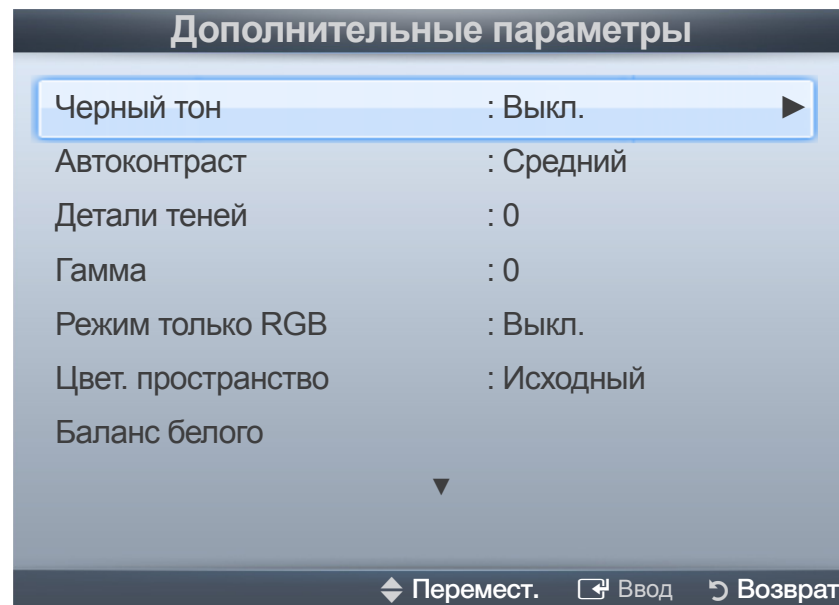 Дополнительные параметры
Черный тон : Выкл. ►
Автоконтраст : Средний
Детали теней : 0
Гамма : 0
Режим только RGB : Выкл.
Цвет. пространство : Исходный
Баланс белого
▼
Перемест. Ввод Возврат